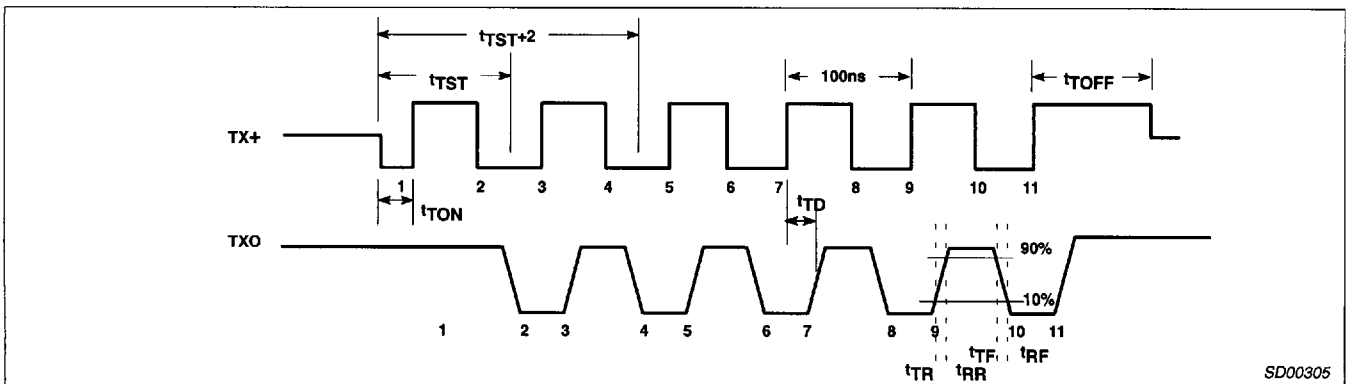 tTST+2
tTST
100ns
tTOFF
TX+
1 2 3 4 5 6 7 8 9 10 11
tTON
tTD
TXO
90%
10%
1 2 3 4 5 6 7 8 9 10 11
tTF tRF
tTR tRR
SD00305